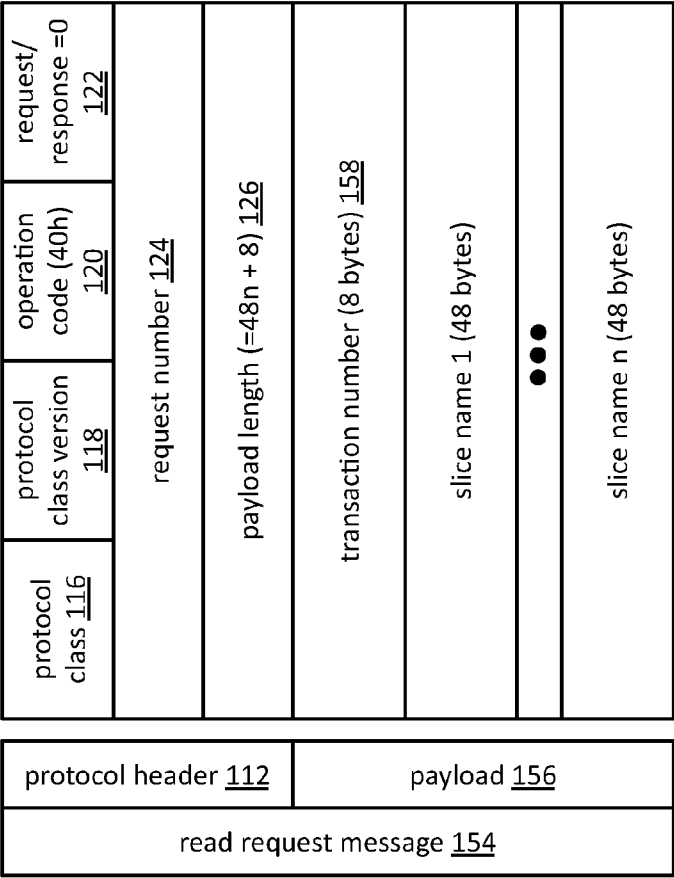 protocol
class 116
protocol
class version
118
operation
code (40h)
120
request/
response =0
122
request number 124
payload length (=48n + 8) 126
transaction number (8 bytes) 158
slice name 1 (48 bytes)
●●●
slice name n (48 bytes)
protocol header 112
payload 156
read request message 154